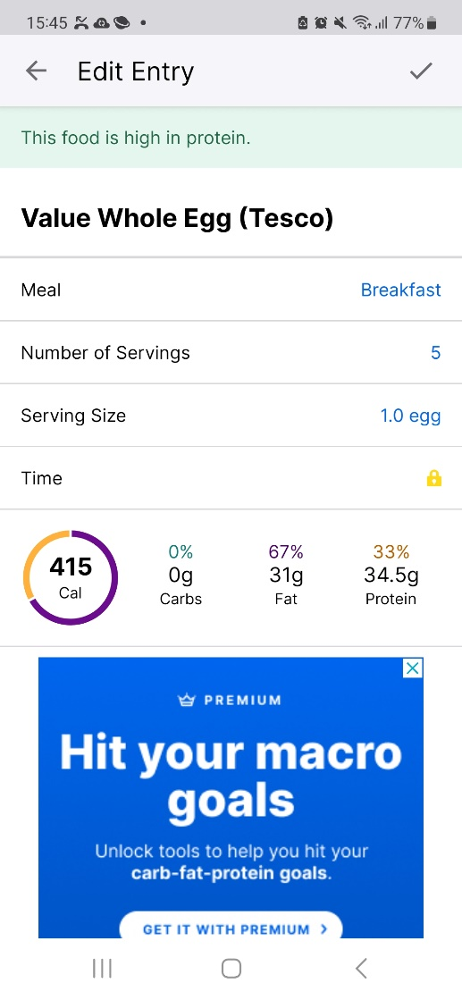 15:45
77%
Edit Entry
This food is high in protein.
Value Whole Egg (Tesco)
Meal
Breakfast
Number of Servings
5
Serving Size
1.0 egg
Time
415
Cal
0%
0g
Carbs
67%
31g
Fat
33%
34.5g
Protein
PREMIUM
Hit your macro
goals
Unlock tools to help you hit your
carb-fat-protein goals.
GET IT WITH PREMIUM